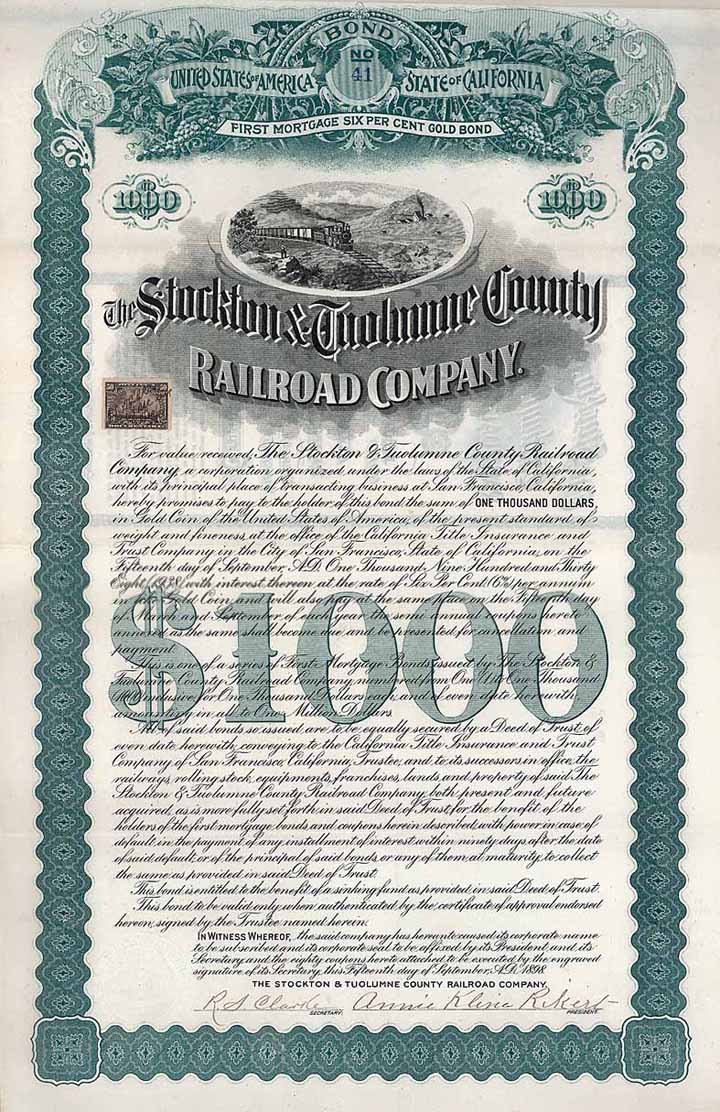 BOND
NO
41
UNITED STATES OF AMERICA STATE OF CALIFORNIA
FIRST MORTGAGE SIX PER CENT GOLD BOND
1000 1000
The Stockton & Tuolumne County
RAILROAD COMPANY.
For value received, The Stockton & Tuolumne County Railroad
Company, a corporation organized under the laws of the State of California,
with its principal place of transacting business at San Francisco, California,
hereby promises to pay to the holder of this bond the sum of ONE THOUSAND DOLLARS,
in Gold Coin of the United States of America, of the present standard of
weight and fineness, at the office of the California Title Insurance and
Trust Company in the City of San Francisco, State of California, on the
Fifteenth day of September, A.D. One Thousand Nine Hundred and Thirty
Eight, (1938) with interest thereon at the rate of Six Per Cent (6%) per annum
in like Gold Coin, and will also pay at the same place on the Fifteenth day
of March and September of each year the semi-annual coupons hereto
annexed as the same shall become due and be presented for cancellation and
payment.
$1000
This is one of a series of First Mortgage Bonds issued by The Stockton &
Tuolumne County Railroad Company, numbered from One (1) to One Thousand
(1000) inclusive for One Thousand Dollars each, and of even date herewith
amounting in all to One Million Dollars.
All of said bonds so issued are to be equally secured by a Deed of Trust, of
even date herewith, conveying to the California Title Insurance and Trust
Company of San Francisco, California, Trustee, and to its successors in office, the
railways, rolling stock, equipments, franchises, lands, and property of said The
Stockton & Tuolumne County Railroad Company, both present and future
acquired, as is more fully set forth in said Deed of Trust, for the benefit of the
holders of the first mortgage bonds and coupons herein described, with power in case of
default in the payment of any installment of interest within ninety days after the date
of said default, or of the principal of said bonds, or any of them, at maturity, to collect
the same as provided in said Deed of Trust.
This bond is entitled to the benefit of a sinking fund as provided in said Deed of Trust.
This bond to be valid only when authenticated by the certificate of approval endorsed
hereon, signed by the Trustee named herein.
IN WITNESS WHEREOF, the said company has hereunto caused its corporate name
to be subscribed and its corporate seal to be affixed by its President and its
Secretary, and the eighty coupons hereto attached to be executed by the engraved
signature of its Secretary, this Fifteenth day of September, A.D. 1898.
THE STOCKTON & TUOLUMNE COUNTY RAILROAD COMPANY.
R. S. Clarke Annie Kline Rikert
SECRETARY. PRESIDENT.